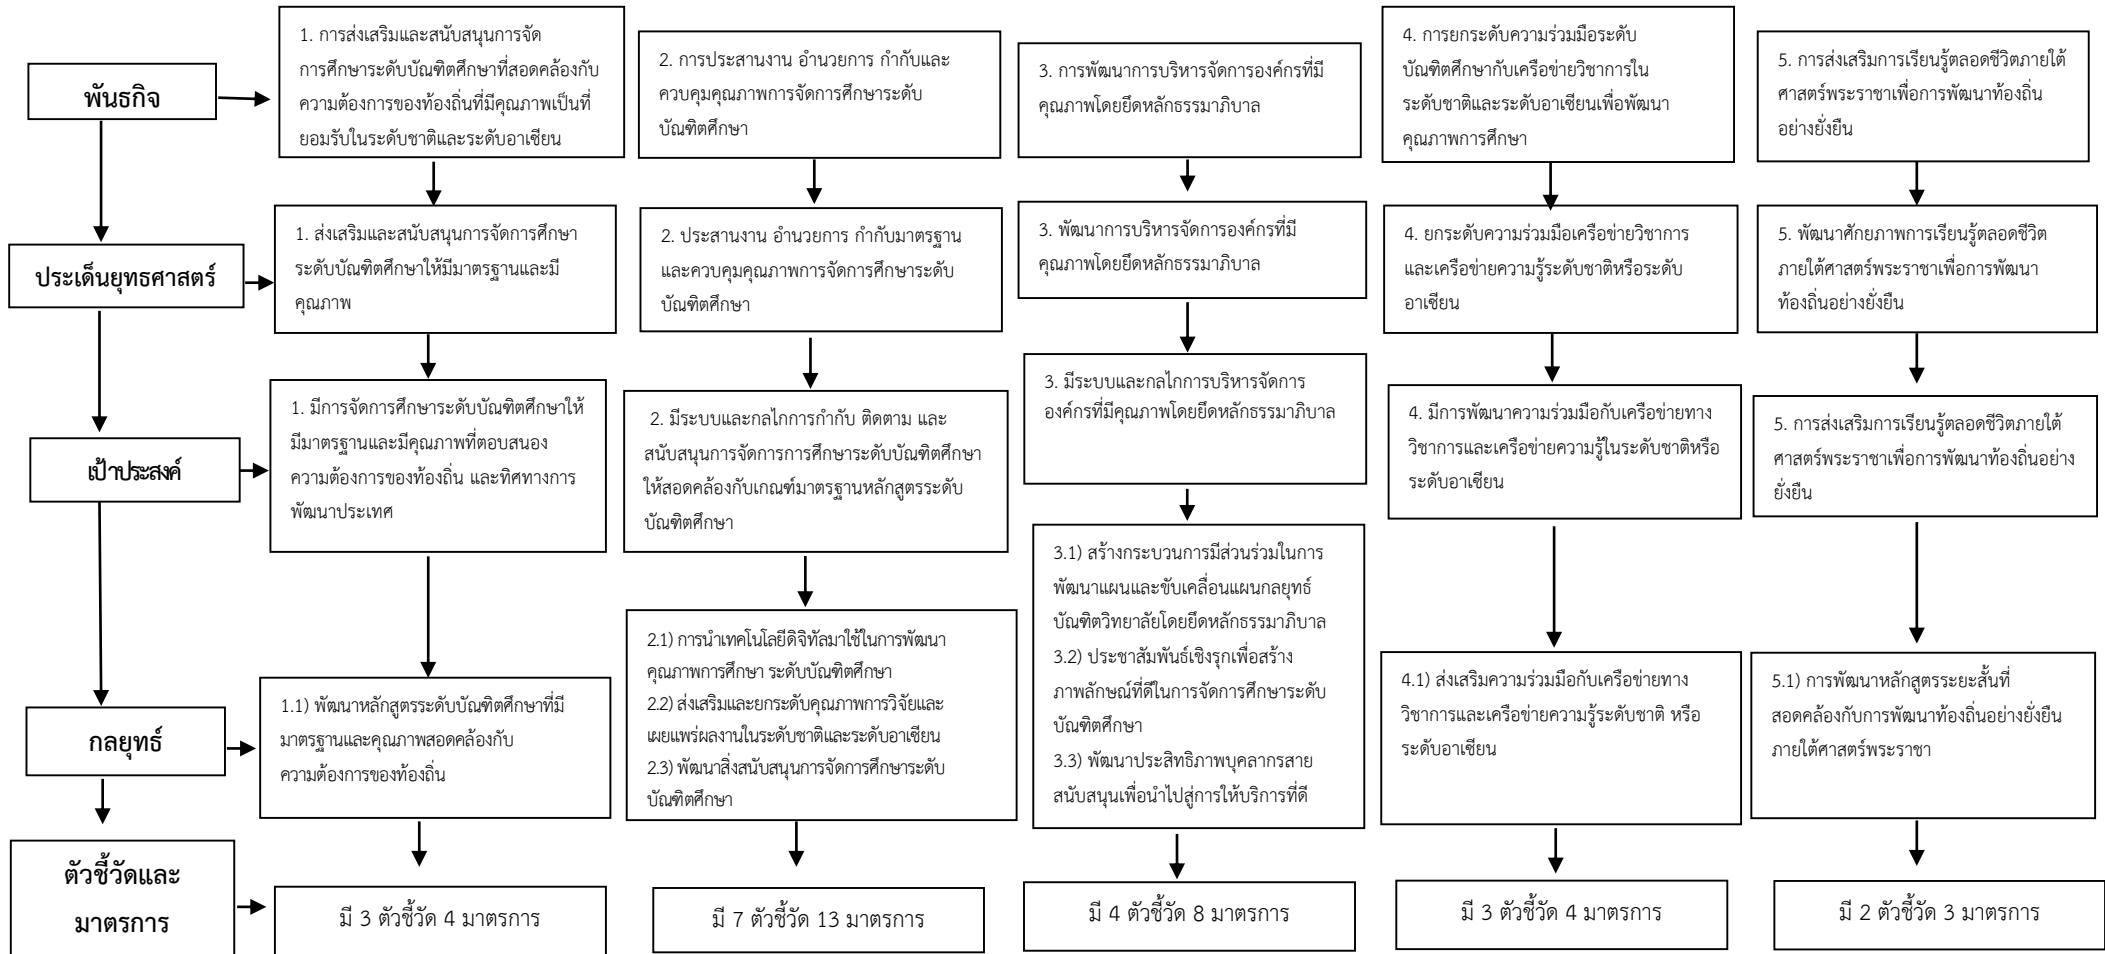 พันธกิจ
1. การส่งเสริมและสนับสนุนการจัด
การศึกษาระดับบัณฑิตศึกษาที่สอดคล้องกับ
ความต้องการของท้องถิ่นที่มีคุณภาพเป็นที่
ยอมรับในระดับชาติและระดับอาเซียน
2. การประสานงาน อำนวยการ กำกับและ
ควบคุมคุณภาพการจัดการศึกษาระดับ
บัณฑิตศึกษา
3. การพัฒนาการบริหารจัดการองค์กรที่มี
คุณภาพโดยยึดหลักธรรมาภิบาล
4. การยกระดับความร่วมมือระดับ
บัณฑิตศึกษากับเครือข่ายวิชาการใน
ระดับชาติและระดับอาเซียนเพื่อพัฒนา
คุณภาพการศึกษา
5. การส่งเสริมการเรียนรู้ตลอดชีวิตภายใต้
ศาสตร์พระราชาเพื่อการพัฒนาท้องถิ่น
อย่างยั่งยืน
ประเด็นยุทธศาสตร์
1. ส่งเสริมและสนับสนุนการจัดการศึกษา
ระดับบัณฑิตศึกษาให้มีมาตรฐานและมี
คุณภาพ
2. ประสานงาน อำนวยการ กำกับมาตรฐาน
และควบคุมคุณภาพการจัดการศึกษาระดับ
บัณฑิตศึกษา
3. พัฒนาการบริหารจัดการองค์กรที่มี
คุณภาพโดยยึดหลักธรรมาภิบาล
4. ยกระดับความร่วมมือเครือข่ายวิชาการ
และเครือข่ายความรู้ระดับชาติหรือระดับ
อาเซียน
5. พัฒนาศักยภาพการเรียนรู้ตลอดชีวิต
ภายใต้ศาสตร์พระราชาเพื่อการพัฒนา
ท้องถิ่นอย่างยั่งยืน
เป้าประสงค์
1. มีการจัดการศึกษาระดับบัณฑิตศึกษาให้
มีมาตรฐานและมีคุณภาพที่ตอบสนอง
ความต้องการของท้องถิ่น และทิศทางการ
พัฒนาประเทศ
2. มีระบบและกลไกการกำกับ ติดตาม และ
สนับสนุนการจัดการการศึกษาระดับบัณฑิตศึกษา
ให้สอดคล้องกับเกณฑ์มาตรฐานหลักสูตรระดับ
บัณฑิตศึกษา
3. มีระบบและกลไกการบริหารจัดการ
องค์กรที่มีคุณภาพโดยยึดหลักธรรมาภิบาล
4. มีการพัฒนาความร่วมมือกับเครือข่ายทาง
วิชาการและเครือข่ายความรู้ในระดับชาติหรือ
ระดับอาเซียน
5. การส่งเสริมการเรียนรู้ตลอดชีวิตภายใต้
ศาสตร์พระราชาเพื่อการพัฒนาท้องถิ่นอย่าง
ยั่งยืน
กลยุทธ์
1.1) พัฒนาหลักสูตรระดับบัณฑิตศึกษาที่มี
มาตรฐานและคุณภาพสอดคล้องกับ
ความต้องการของท้องถิ่น
2.1) การนำเทคโนโลยีดิจิทัลมาใช้ในการพัฒนา
คุณภาพการศึกษา ระดับบัณฑิตศึกษา
2.2) ส่งเสริมและยกระดับคุณภาพการวิจัยและ
เผยแพร่ผลงานในระดับชาติและระดับอาเซียน
2.3) พัฒนาสิ่งสนับสนุนการจัดการศึกษาระดับ
บัณฑิตศึกษา
3.1) สร้างกระบวนการมีส่วนร่วมในการ
พัฒนาแผนและขับเคลื่อนแผนกลยุทธ์
บัณฑิตวิทยาลัยโดยยึดหลักธรรมาภิบาล
3.2) ประชาสัมพันธ์เชิงรุกเพื่อสร้าง
ภาพลักษณ์ที่ดีในการจัดการศึกษาระดับ
บัณฑิตศึกษา
3.3) พัฒนาประสิทธิภาพบุคลากรสาย
สนับสนุนเพื่อนำไปสู่การให้บริการที่ดี
4.1) ส่งเสริมความร่วมมือกับเครือข่ายทาง
วิชาการและเครือข่ายความรู้ระดับชาติ หรือ
ระดับอาเซียน
5.1) การพัฒนาหลักสูตรระยะสั้นที่
สอดคล้องกับการพัฒนาท้องถิ่นอย่างยั่งยืน
ภายใต้ศาสตร์พระราชา
ตัวชี้วัดและ
มาตรการ
มี 3 ตัวชี้วัด 4 มาตรการ
มี 7 ตัวชี้วัด 13 มาตรการ
มี 4 ตัวชี้วัด 8 มาตรการ
มี 3 ตัวชี้วัด 4 มาตรการ
มี 2 ตัวชี้วัด 3 มาตรการ